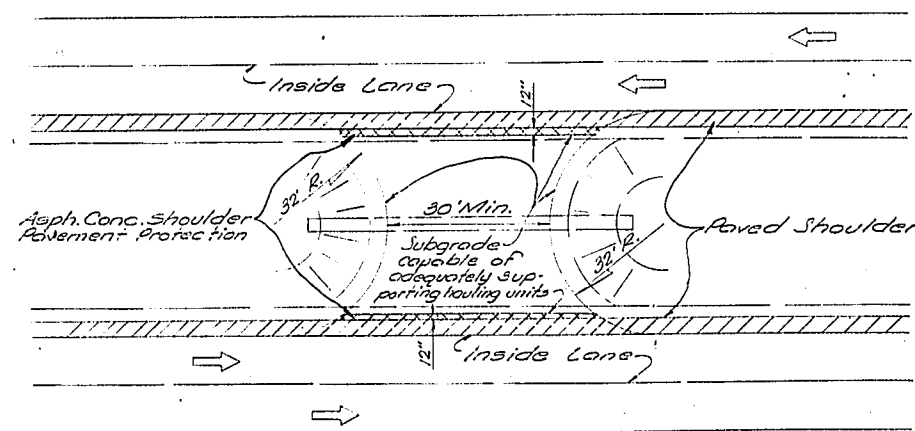 Inside Lane
12"
32' R.
30' Min.
Asph. Conc. Shoulder
Pavement Protection
Paved Shoulder
Subgrade
capable of
adequately sup-
porting hauling units
32' R.
12"
Inside Lane